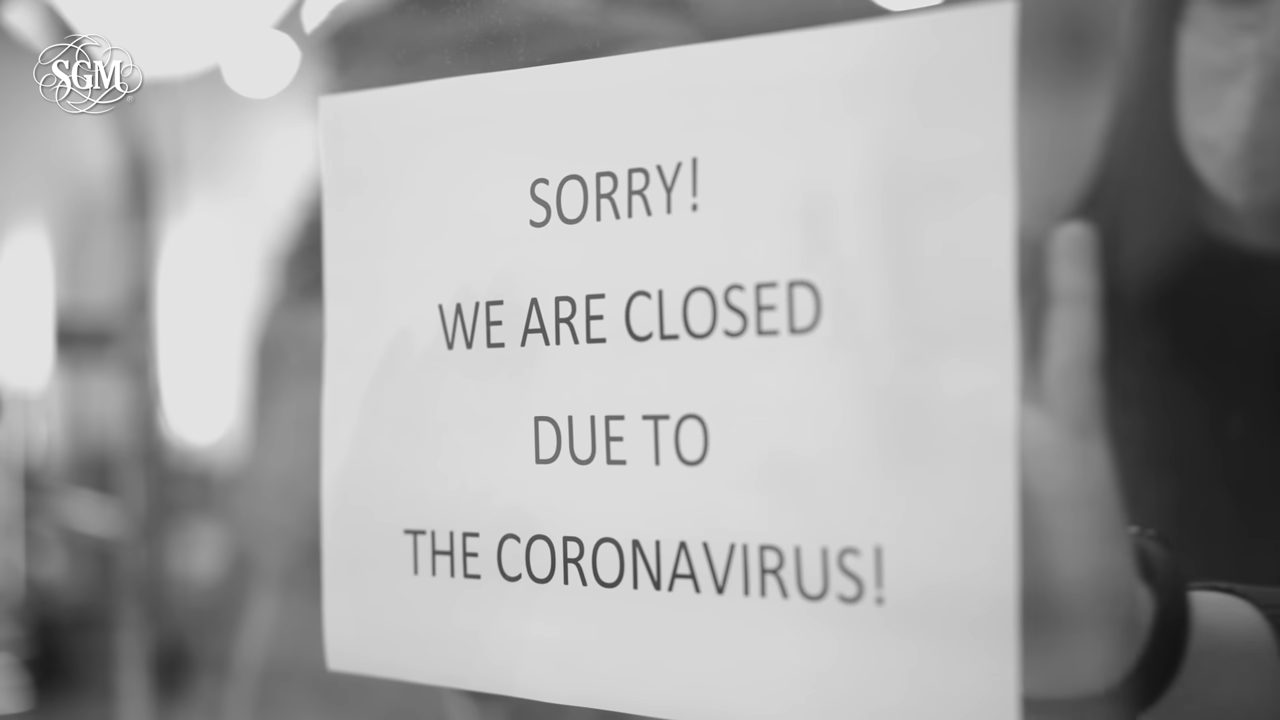 SGM
SORRY!
WE ARE CLOSED
DUE TO
THE CORONAVIRUS!